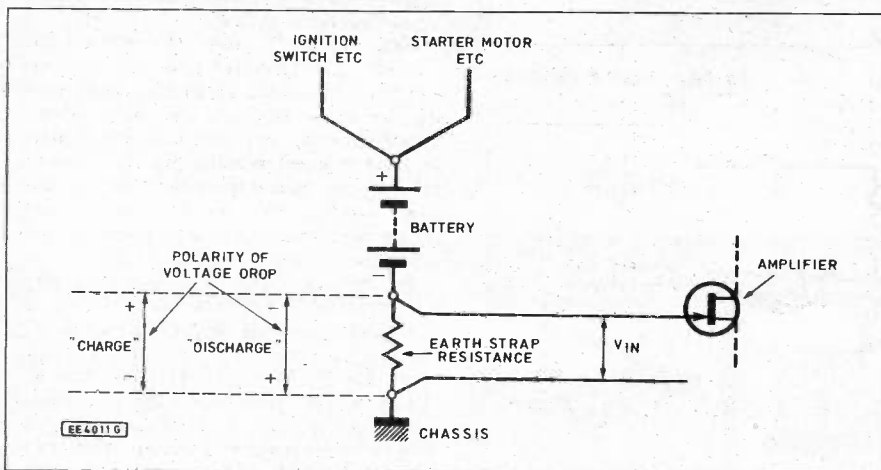 IGNITION
SWITCH ETC
STARTER MOTOR
ETC
+
BATTERY
−
POLARITY OF
VOLTAGE DROP
AMPLIFIER
+
−
"CHARGE"
"DISCHARGE"
−
+
EARTH STRAP
RESISTANCE
VIN
EE4011G
CHASSIS